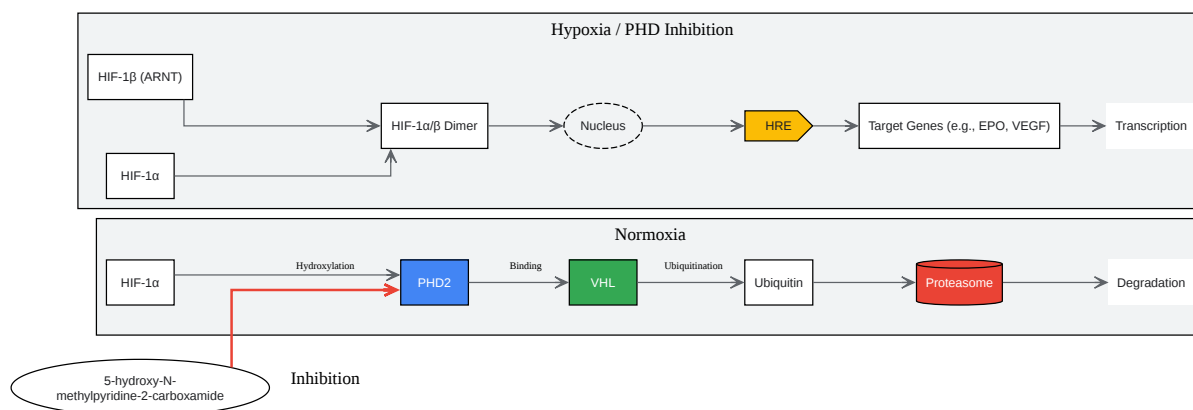 Hypoxia / PHD Inhibition
HIF-1β (ARNT)
HIF-1α/β Dimer
Nucleus
HRE
Target Genes (e.g., EPO, VEGF)
Transcription
HIF-1α
Normoxia
HIF-1α
Hydroxylation
PHD2
Binding
VHL
Ubiquitination
Ubiquitin
Proteasome
Degradation
5-hydroxy-N-
methylpyridine-2-carboxamide
Inhibition